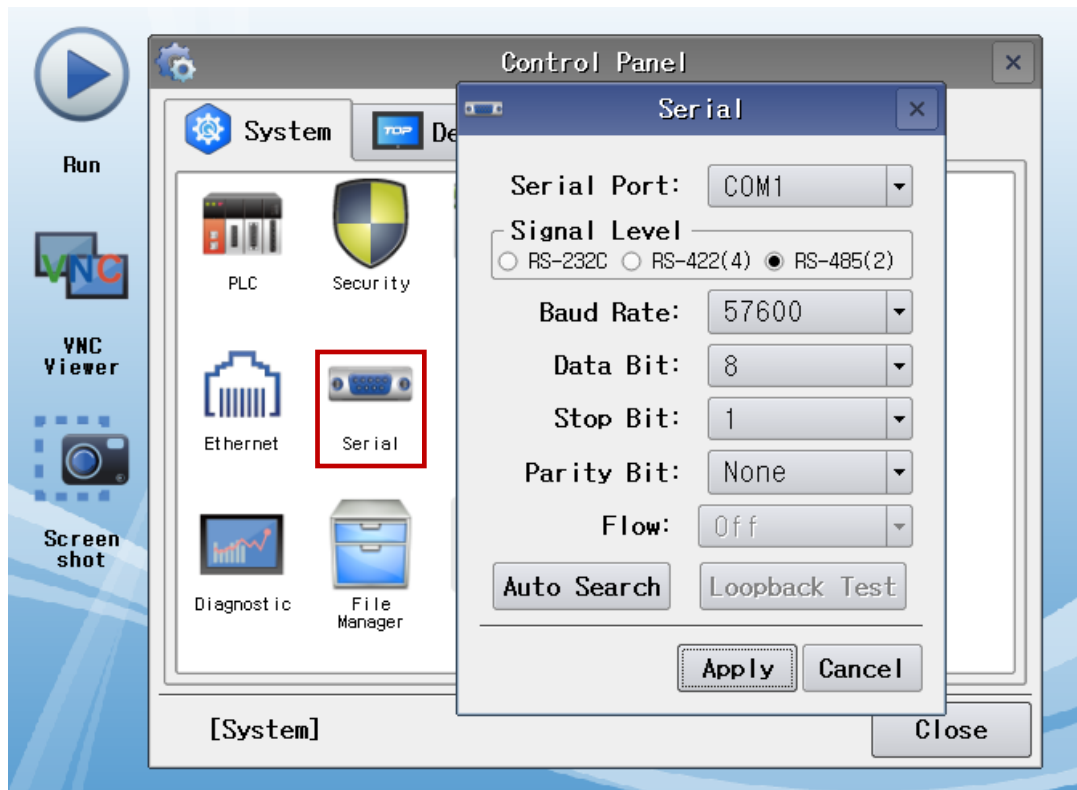 Control Panel
Run
VNC
VNC
Viewer
Screen
shot
System
TOP
De
PLC
Security
Ethernet
Serial
Diagnostic
File
Manager
[System]
Close
Serial
Serial Port: COM1
Signal Level
RS-232C RS-422(4) RS-485(2)
Baud Rate: 57600
Data Bit: 8
Stop Bit: 1
Parity Bit: None
Flow: Off
Auto Search Loopback Test
Apply Cancel